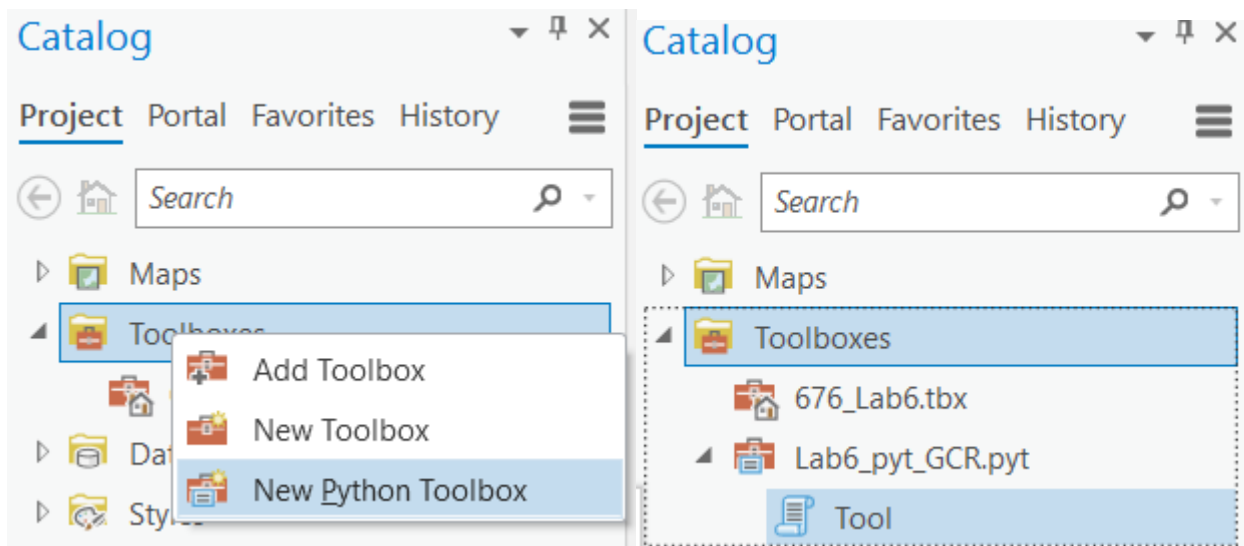 Catalog
Project Portal Favorites History
Search
Maps
Add Toolbox
New Toolbox
New Python Toolbox
Catalog
Project Portal Favorites History
Search
Maps
Toolboxes
676_Lab6.tbx
Lab6_pyt_GCR.pyt
Tool